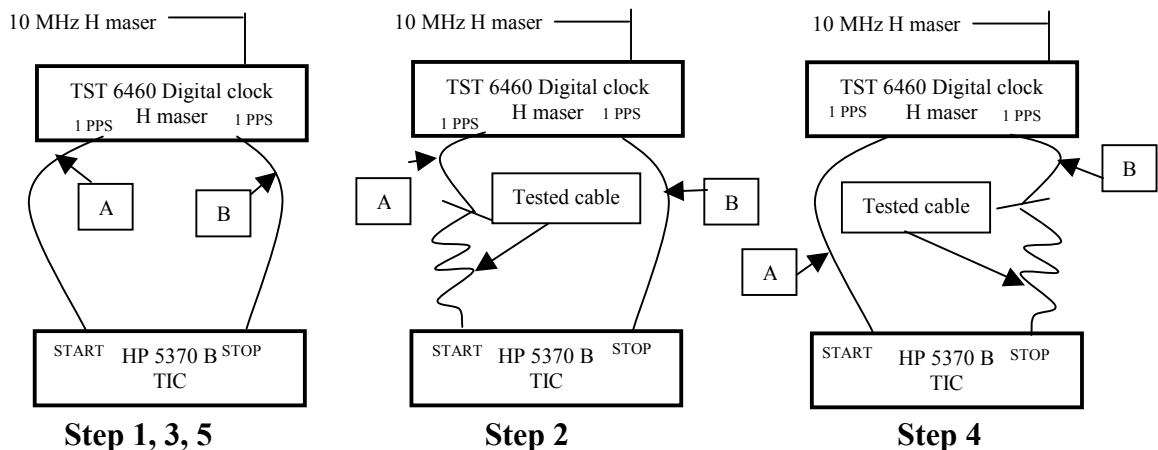 10 MHz H maser
TST 6460 Digital clock
H maser
1 PPS
1 PPS
A
B
START
HP 5370 B
STOP
TIC
Step 1, 3, 5
10 MHz H maser
TST 6460 Digital clock
H maser
1 PPS
1 PPS
A
Tested cable
B
START
HP 5370 B
STOP
TIC
Step 2
10 MHz H maser
TST 6460 Digital clock
1 PPS
H maser
1 PPS
B
Tested cable
A
START
HP 5370 B
STOP
TIC
Step 4